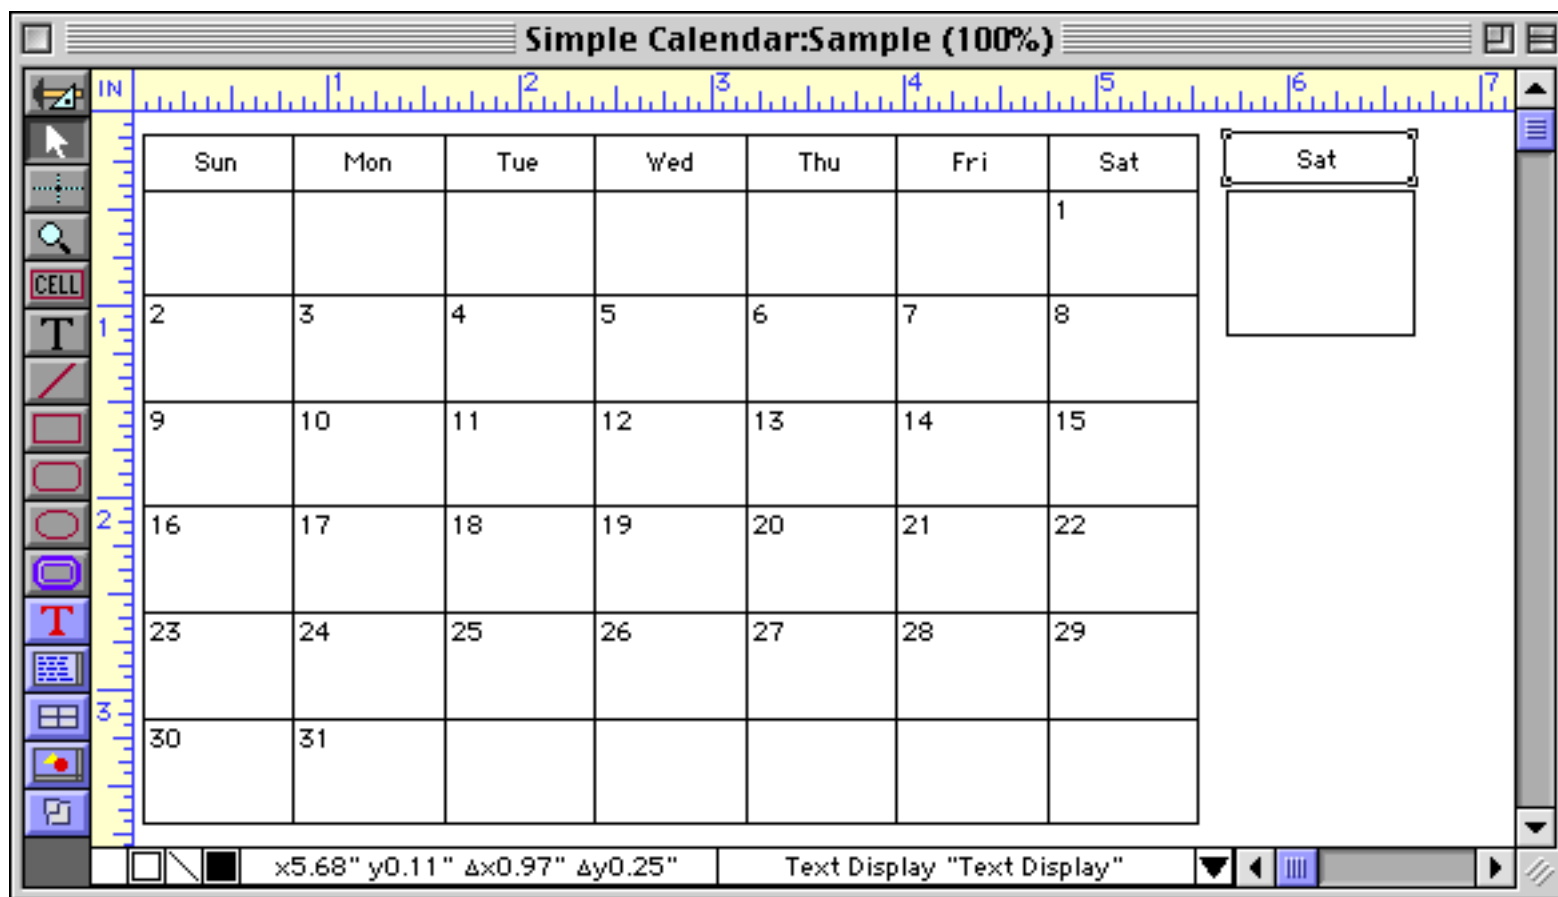 Simple Calendar:Sample (100%)
IN 1 2 3 4 5 6 7
Sun Mon Tue Wed Thu Fri Sat Sat
1
CELL
2 3 4 5 6 7 8
T 1
9 10 11 12 13 14 15
2 16 17 18 19 20 21 22
T 23 24 25 26 27 28 29
3
30 31
x5.68" y0.11" Δx0.97" Δy0.25" Text Display "Text Display"